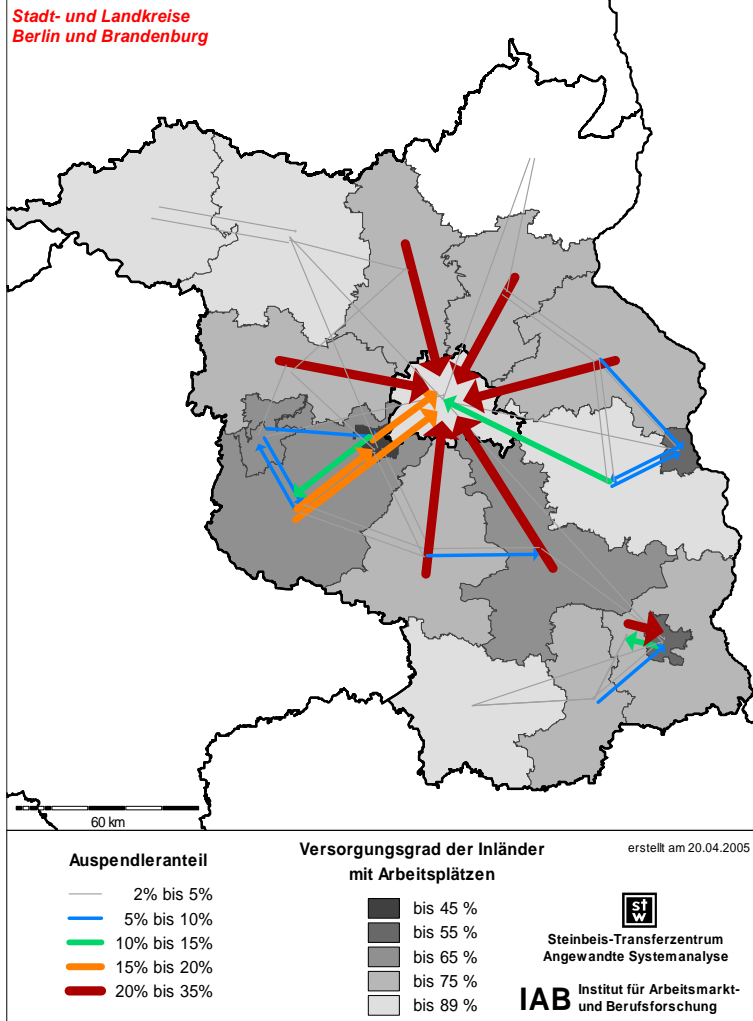 Stadt- und Landkreise
Berlin und Brandenburg
60 km
Auspendleranteil
2% bis 5%
5% bis 10%
10% bis 15%
15% bis 20%
20% bis 35%
Versorgungsgrad der Inländer
mit Arbeitsplätzen
bis 45 %
bis 55 %
bis 65 %
bis 75 %
bis 89 %
erstellt am 20.04.2005
st
w
Steinbeis-Transferzentrum
Angewandte Systemanalyse
IAB Institut für Arbeitsmarkt-
und Berufsforschung